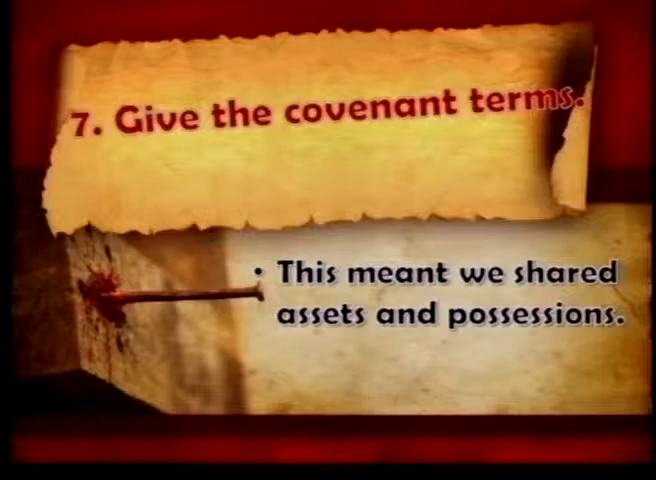 7. Give the covenant terms.
• This meant we shared
assets and possessions.